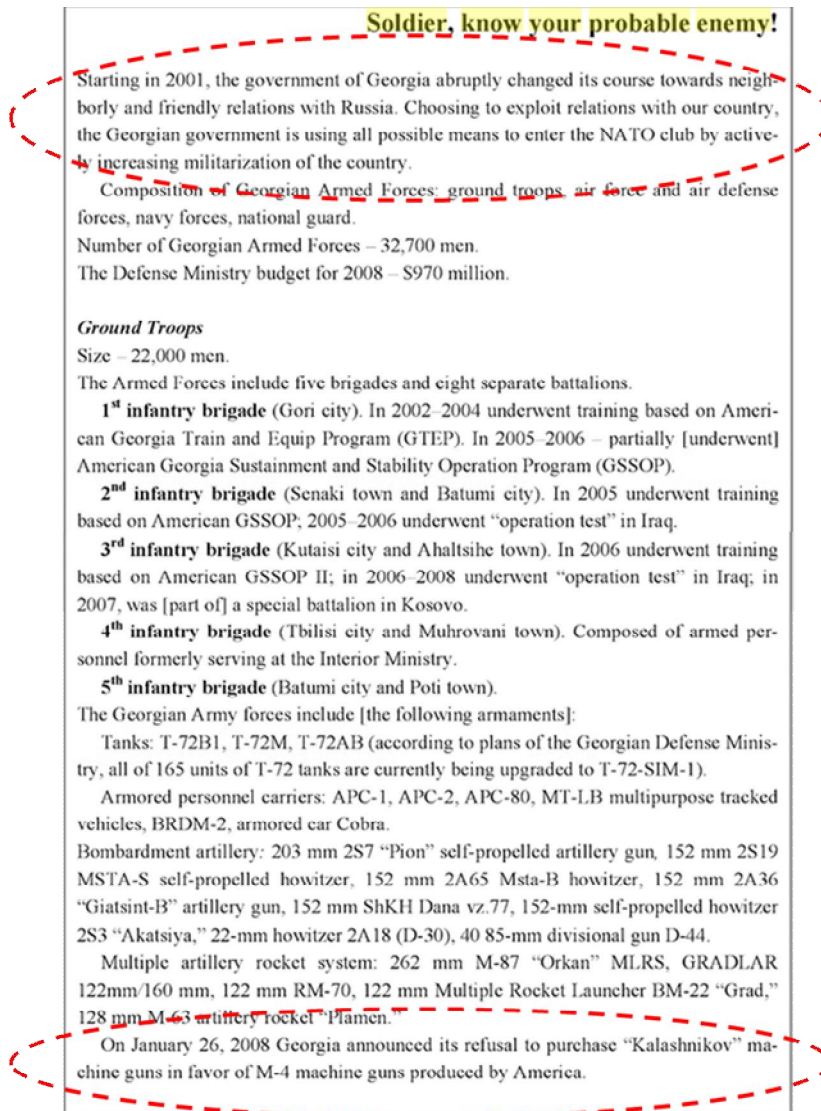 Soldier, know your probable enemy!
Starting in 2001, the government of Georgia abruptly changed its course towards neigh-
borly and friendly relations with Russia. Choosing to exploit relations with our country,
the Georgian government is using all possible means to enter the NATO club by active-
ly increasing militarization of the country.
Composition of Georgian Armed Forces: ground troops, air force and air defense
forces, navy forces, national guard.
Number of Georgian Armed Forces – 32,700 men.
The Defense Ministry budget for 2008 – $970 million.
Ground Troops
Size – 22,000 men.
The Armed Forces include five brigades and eight separate battalions.
1st infantry brigade (Gori city). In 2002–2004 underwent training based on Ameri-
can Georgia Train and Equip Program (GTEP). In 2005–2006 – partially [underwent]
American Georgia Sustainment and Stability Operation Program (GSSOP).
2nd infantry brigade (Senaki town and Batumi city). In 2005 underwent training
based on American GSSOP; 2005–2006 underwent “operation test” in Iraq.
3rd infantry brigade (Kutaisi city and Ahaltsihe town). In 2006 underwent training
based on American GSSOP II; in 2006–2008 underwent “operation test” in Iraq; in
2007, was [part of] a special battalion in Kosovo.
4th infantry brigade (Tbilisi city and Muhrovani town). Composed of armed per-
sonnel formerly serving at the Interior Ministry.
5th infantry brigade (Batumi city and Poti town).
The Georgian Army forces include [the following armaments]:
Tanks: T-72B1, T-72M, T-72AB (according to plans of the Georgian Defense Minis-
try, all of 165 units of T-72 tanks are currently being upgraded to T-72-SIM-1).
Armored personnel carriers: APC-1, APC-2, APC-80, MT-LB multipurpose tracked
vehicles, BRDM-2, armored car Cobra.
Bombardment artillery: 203 mm 2S7 “Pion” self-propelled artillery gun, 152 mm 2S19
MSTA-S self-propelled howitzer, 152 mm 2A65 Msta-B howitzer, 152 mm 2A36
“Giatsint-B” artillery gun, 152 mm ShKH Dana vz.77, 152-mm self-propelled howitzer
2S3 “Akatsiya,” 22-mm howitzer 2A18 (D-30), 40 85-mm divisional gun D-44.
Multiple artillery rocket system: 262 mm M-87 “Orkan” MLRS, GRADLAR
122mm/160 mm, 122 mm RM-70, 122 mm Multiple Rocket Launcher BM-22 “Grad,”
128 mm M-63 artillery rocket “Plamen.”
On January 26, 2008 Georgia announced its refusal to purchase “Kalashnikov” ma-
chine guns in favor of M-4 machine guns produced by America.